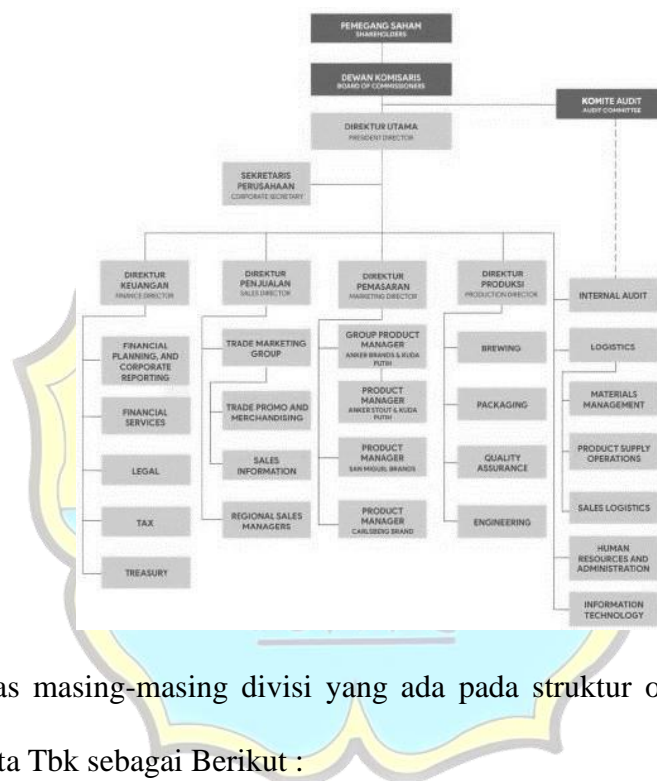 PEMEGANG SAHAM
SHAREHOLDERS
DEWAN KOMISARIS
BOARD OF COMMISSIONERS
KOMITE AUDIT
AUDIT COMMITTEE
DIREKTUR UTAMA
PRESIDENT DIRECTOR
SEKRETARIS
PERUSAHAAN
CORPORATE SECRETARY
DIREKTUR
KEUANGAN
FINANCE DIRECTOR
FINANCIAL
PLANNING, AND
CORPORATE
REPORTING
FINANCIAL
SERVICES
LEGAL
TAX
TREASURY
DIREKTUR
PENJUALAN
SALES DIRECTOR
TRADE MARKETING
GROUP
TRADE PROMO AND
MERCHANDISING
SALES
INFORMATION
REGIONAL SALES
MANAGERS
DIREKTUR
PEMASARAN
MARKETING DIRECTOR
GROUP PRODUCT
MANAGER
ANKER BRANDS & KUDA
PUTIH
PRODUCT
MANAGER
ANKER STOUT & KUDA
PUTIH
PRODUCT
MANAGER
SAN MIGUEL BRANDS
PRODUCT
MANAGER
CARLSBERG BRAND
DIREKTUR
PRODUKSI
PRODUCTION DIRECTOR
BREWING
PACKAGING
QUALITY
ASSURANCE
ENGINEERING
INTERNAL AUDIT
LOGISTICS
MATERIALS
MANAGEMENT
PRODUCT SUPPLY
OPERATIONS
SALES LOGISTICS
HUMAN
RESOURCES AND
ADMINISTRATION
INFORMATION
TECHNOLOGY
as masing-masing divisi yang ada pada struktur o
ta Tbk sebagai Berikut :